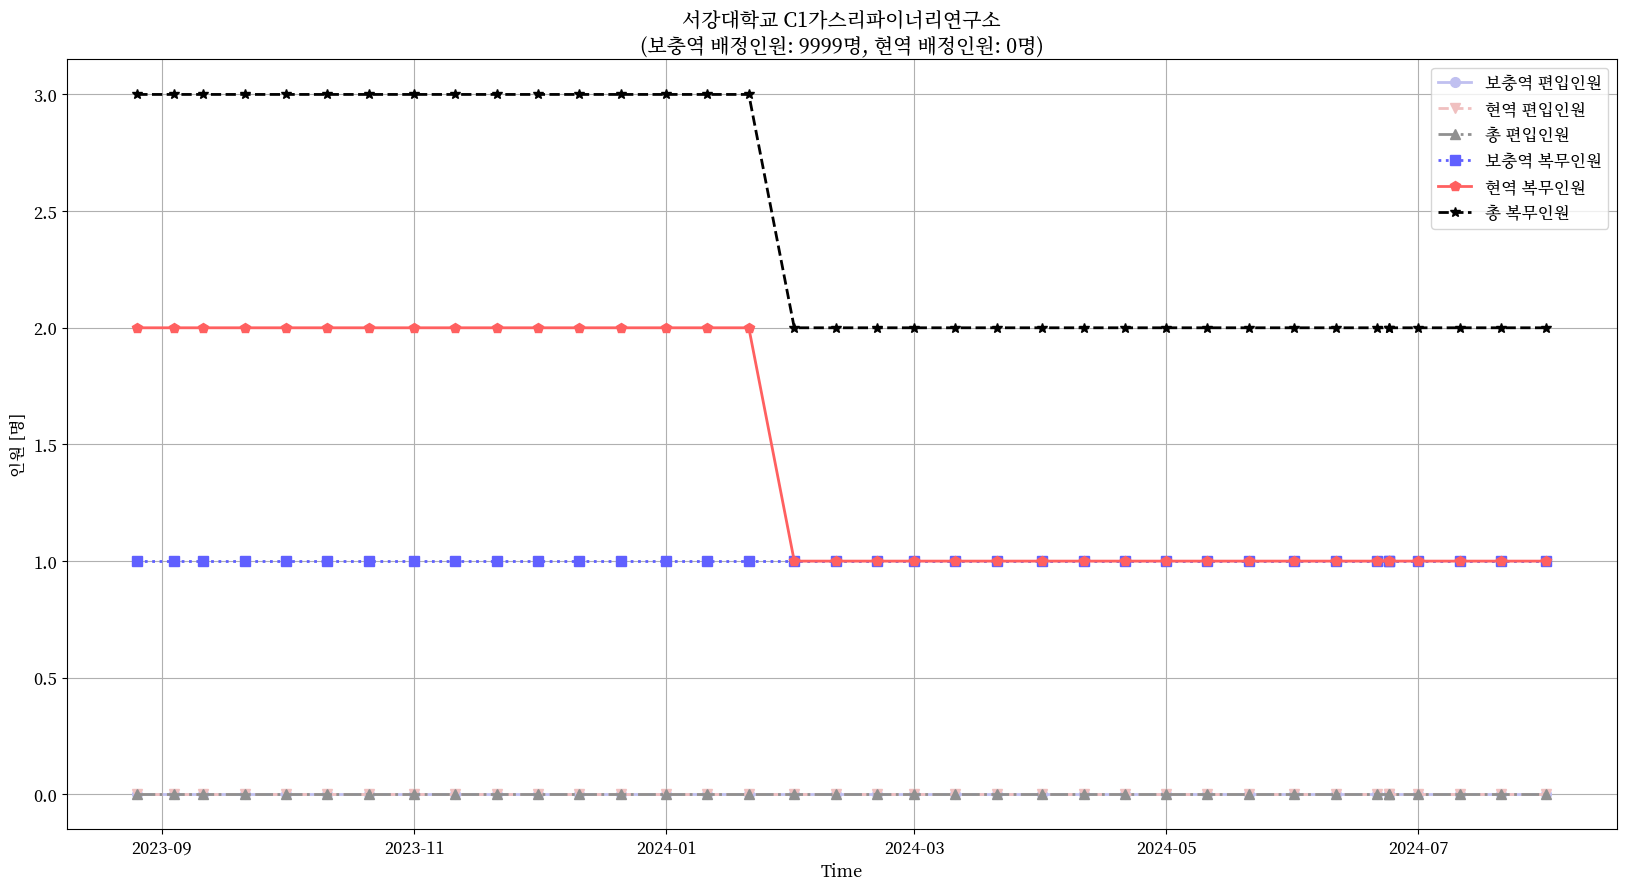 서강대학교 C1가스리파이너리연구소
(보충역 배정인원: 9999명, 현역 배정인원: 0명)
보충역 편입인원
현역 편입인원
총 편입인원
보충역 복무인원
현역 복무인원
총 복무인원
3.0
2.5
2.0
1.5
1.0
0.5
0.0
인원 [명]
2023-09
2023-11
2024-01
2024-03
2024-05
2024-07
Time